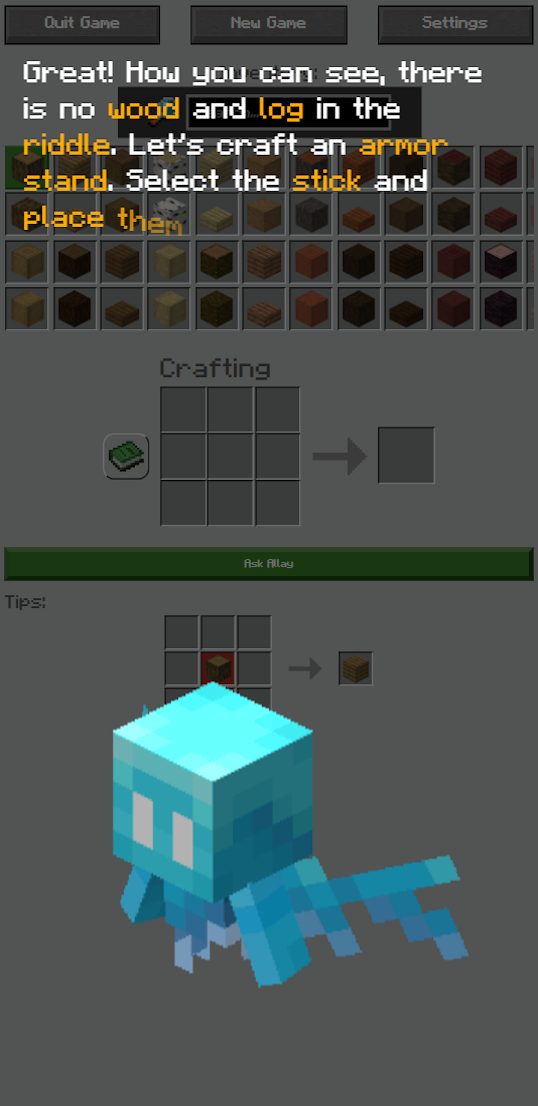 Quit Game
New Game
Settings
Great! How you can see, there
is no wood and log in the
riddle. Let's craft an armor
stand. Select the stick and
place them
Crafting
Ask Allay
Tips: